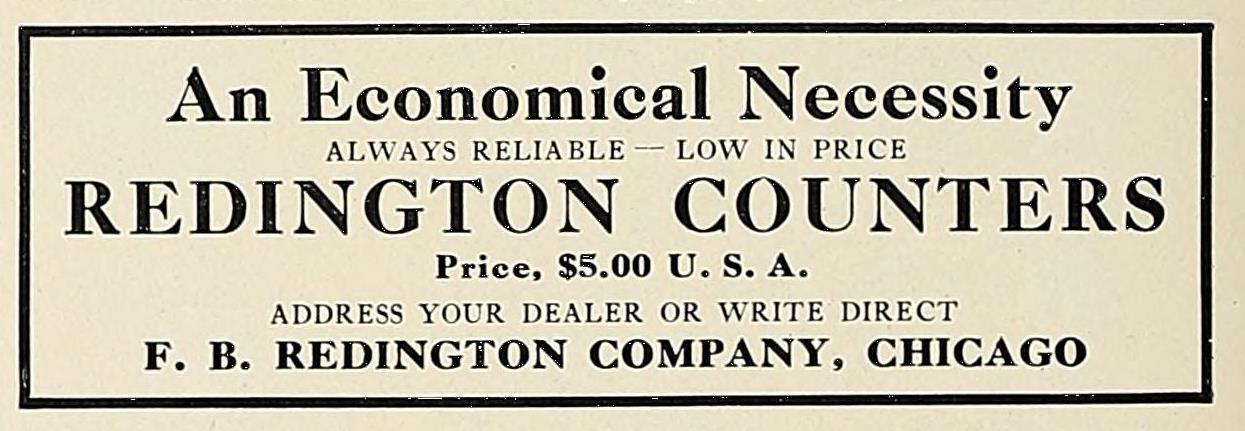 An Economical Necessity
ALWAYS RELIABLE — LOW IN PRICE
REDINGTON COUNTERS
Price, $5.00 U. S. A.
ADDRESS YOUR DEALER OR WRITE DIRECT
F. B. REDINGTON COMPANY, CHICAGO